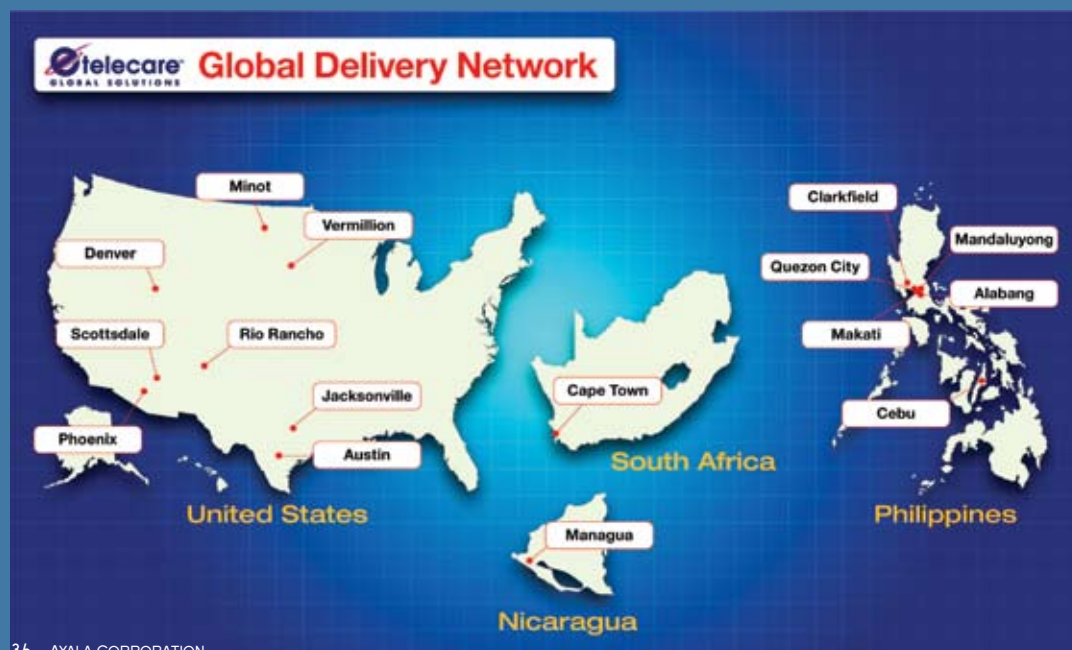 etelecare Global Delivery Network
GLOBAL SOLUTIONS
Minot
Vermillion
Denver
Scottsdale
Rio Rancho
Jacksonville
Phoenix
Austin
United States
Cape Town
South Africa
Managua
Nicaragua
Clarkfield
Mandaluyong
Quezon City
Alabang
Makati
Cebu
Philippines
36 AYALA CORPORATION